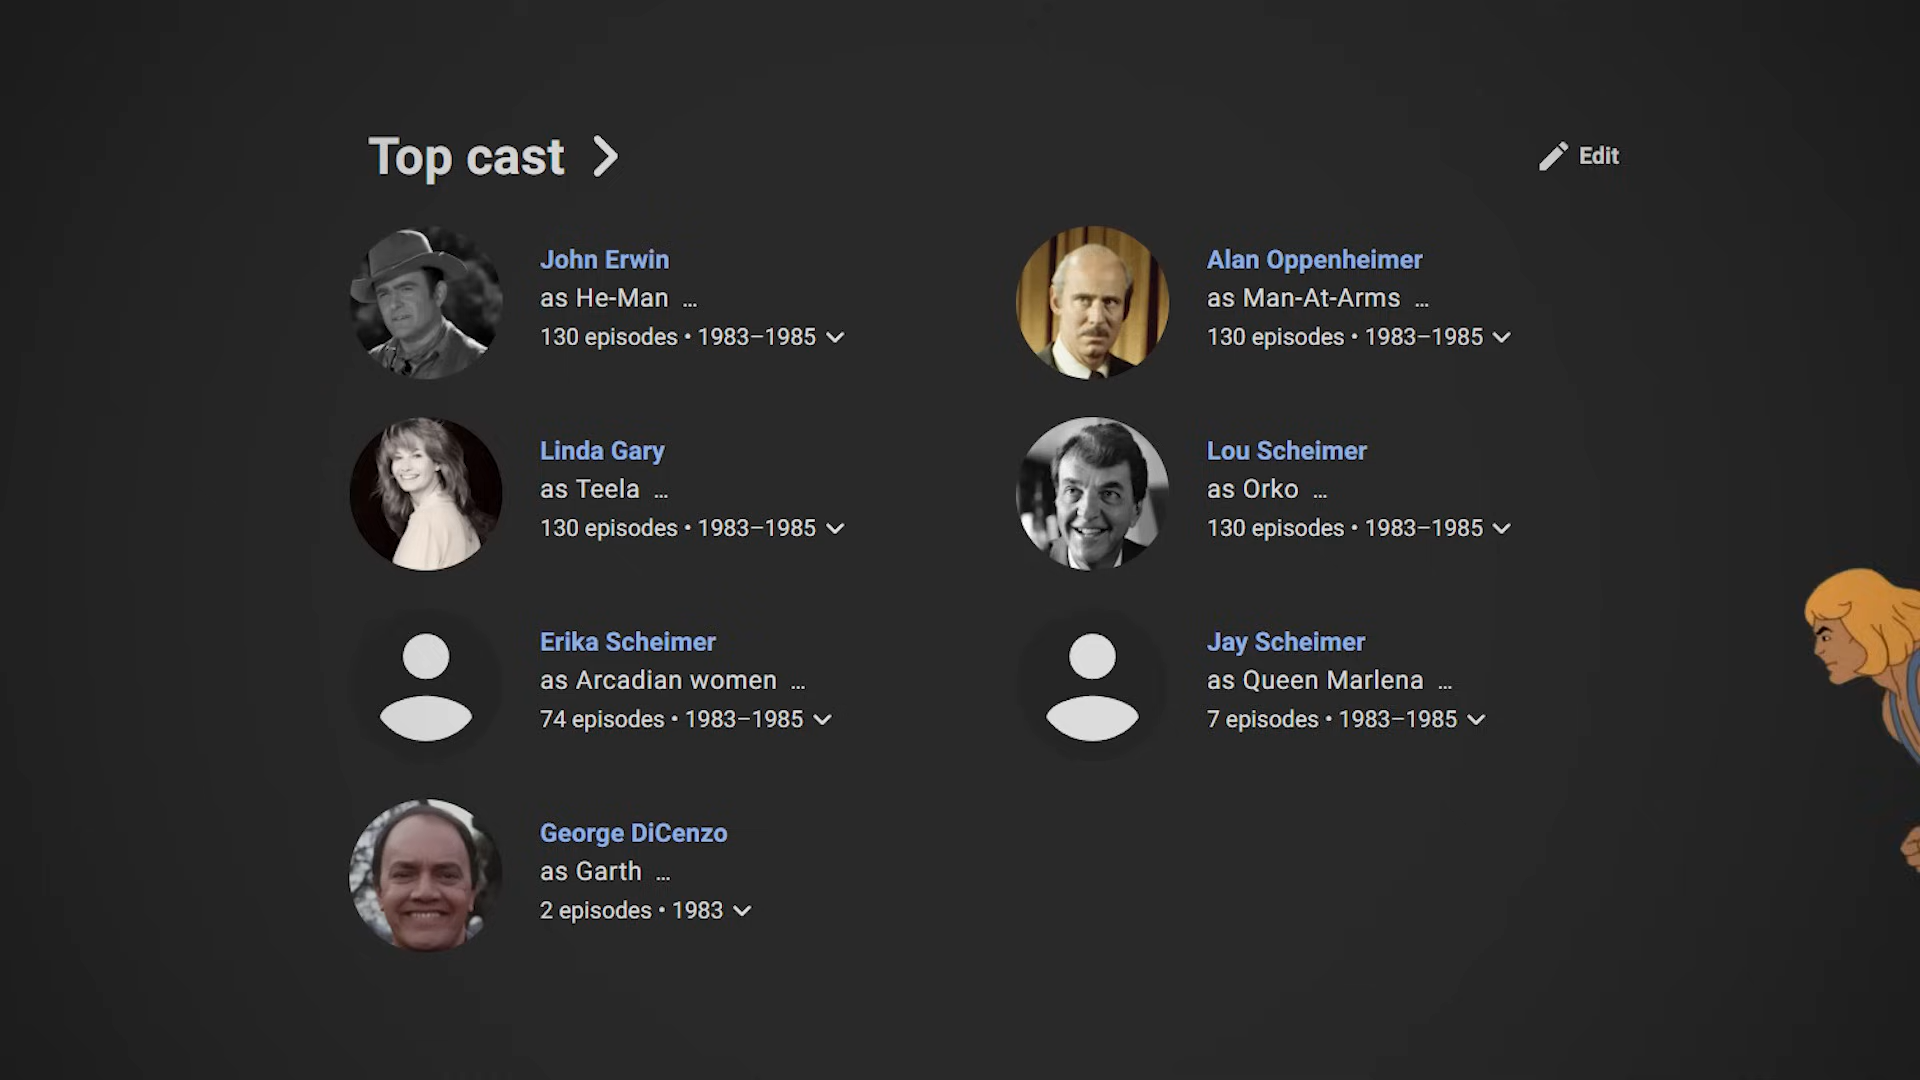 Top cast
Edit
John Erwin
as He-Man ...
130 episodes • 1983–1985
Alan Oppenheimer
as Man-At-Arms ...
130 episodes • 1983–1985
Linda Gary
as Teela ...
130 episodes • 1983–1985
Lou Scheimer
as Orko ...
130 episodes • 1983–1985
Erika Scheimer
as Arcadian women ...
74 episodes • 1983–1985
Jay Scheimer
as Queen Marlena ...
7 episodes • 1983–1985
George DiCenzo
as Garth ...
2 episodes • 1983